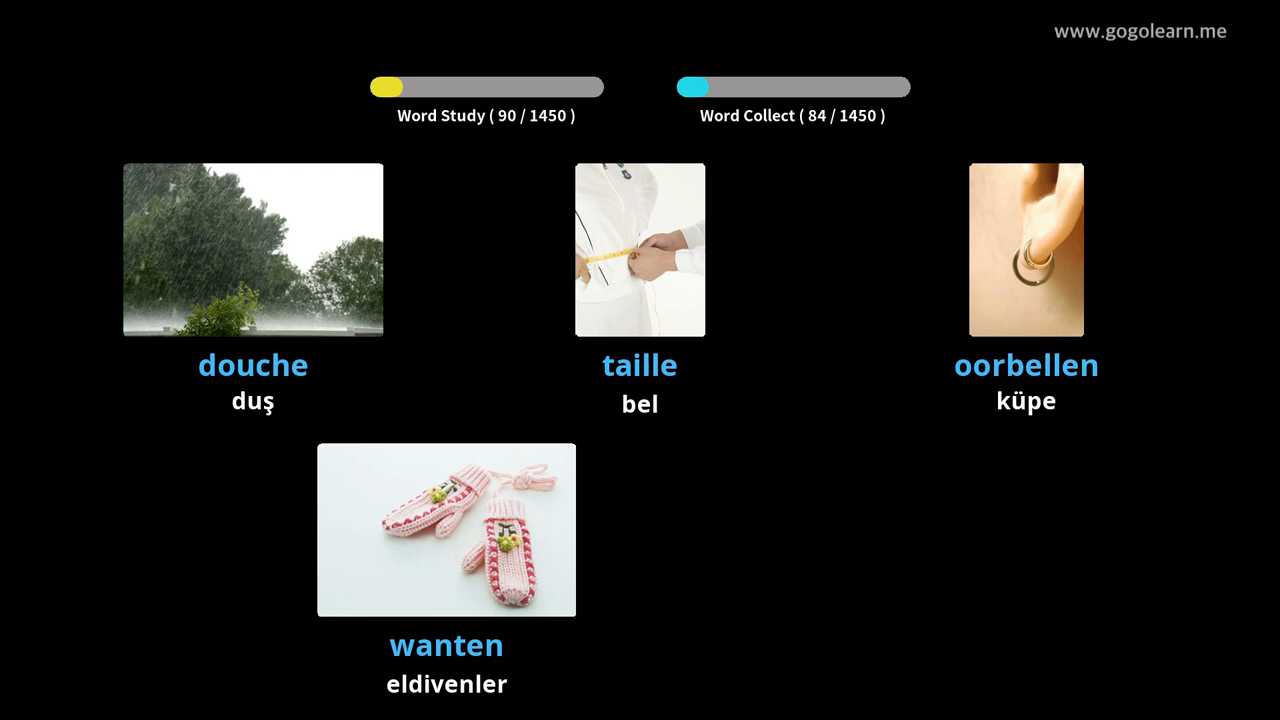 www.gogolearn.me
Word Study ( 90 / 1450 )
Word Collect ( 84 / 1450 )
douche
duş
taille
bel
oorbellen
küpe
wanten
eldivenler